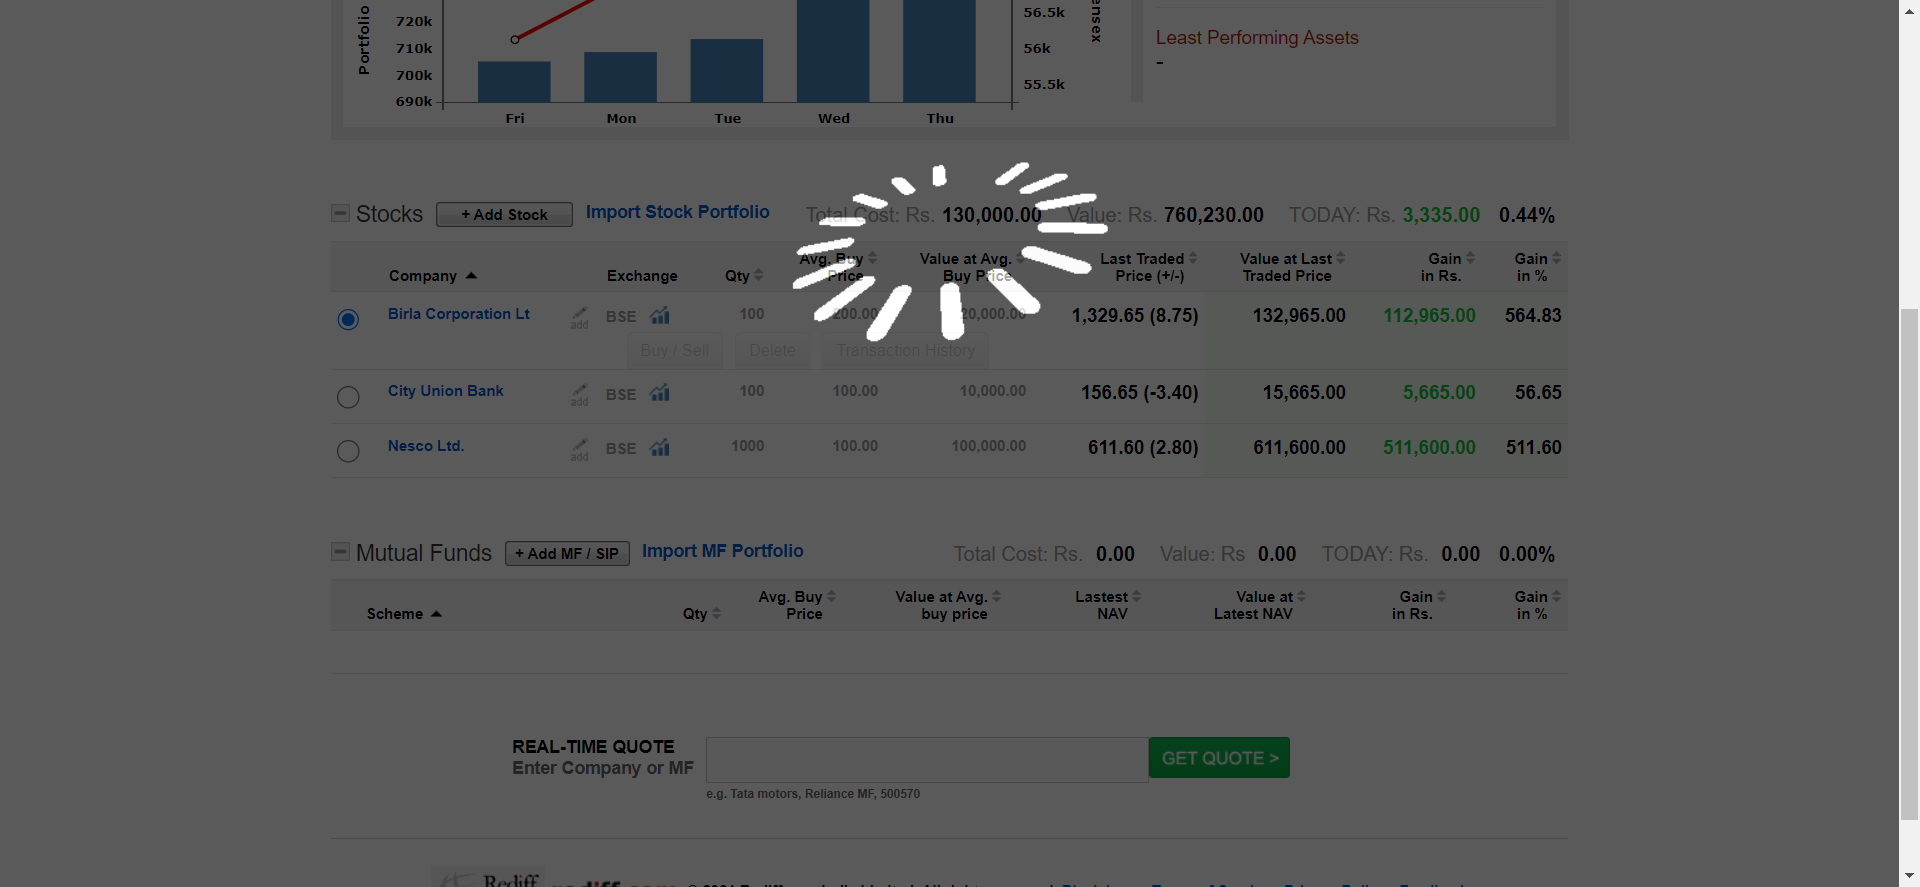 Portfolio
720k
710k
700k
690k
56.5k
56k
55.5k
Fri Mon Tue Wed Thu
Least Performing Assets
-
Stocks + Add Stock Import Stock Portfolio Total Cost: Rs. 130,000.00 Value: Rs. 760,230.00 TODAY: Rs. 3,335.00 0.44%
Company Exchange Qty Avg. Buy Price Value at Avg. Buy Price Last Traded Price (+/-) Value at Last Traded Price Gain in Rs. Gain in %
Birla Corporation Lt add BSE 100 200.00 20,000.00 1,329.65 (8.75) 132,965.00 112,965.00 564.83
Buy / Sell Delete Transaction History
City Union Bank add BSE 100 100.00 10,000.00 156.65 (-3.40) 15,665.00 5,665.00 56.65
Nesco Ltd. add BSE 1000 100.00 100,000.00 611.60 (2.80) 611,600.00 511,600.00 511.60
Mutual Funds + Add MF / SIP Import MF Portfolio Total Cost: Rs. 0.00 Value: Rs 0.00 TODAY: Rs. 0.00 0.00%
Scheme Qty Avg. Buy Price Value at Avg. buy price Lastest NAV Value at Latest NAV Gain in Rs. Gain in %
REAL-TIME QUOTE
Enter Company or MF GET QUOTE >
e.g. Tata motors, Reliance MF, 500570
Rediff